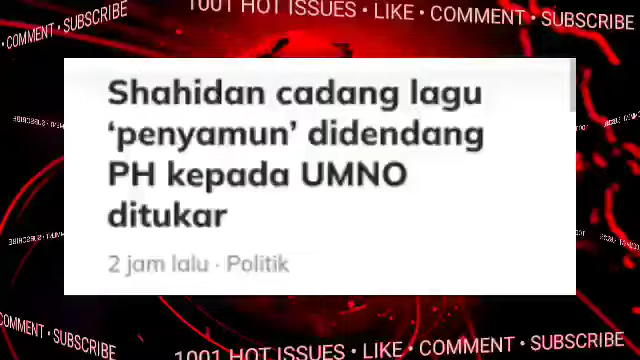 1001 HOT ISSUES • LIKE • COMMENT • SUBSCRIBE
• COMMENT • SUBSCRIBE
Shahidan cadang lagu
‘penyamun’ didendang
PH kepada UMNO
ditukar
2 jam lalu · Politik
COMMENT • SUBSCRIBE
1001 HOT ISSUES • LIKE • COMMENT • SUBSCRIBE